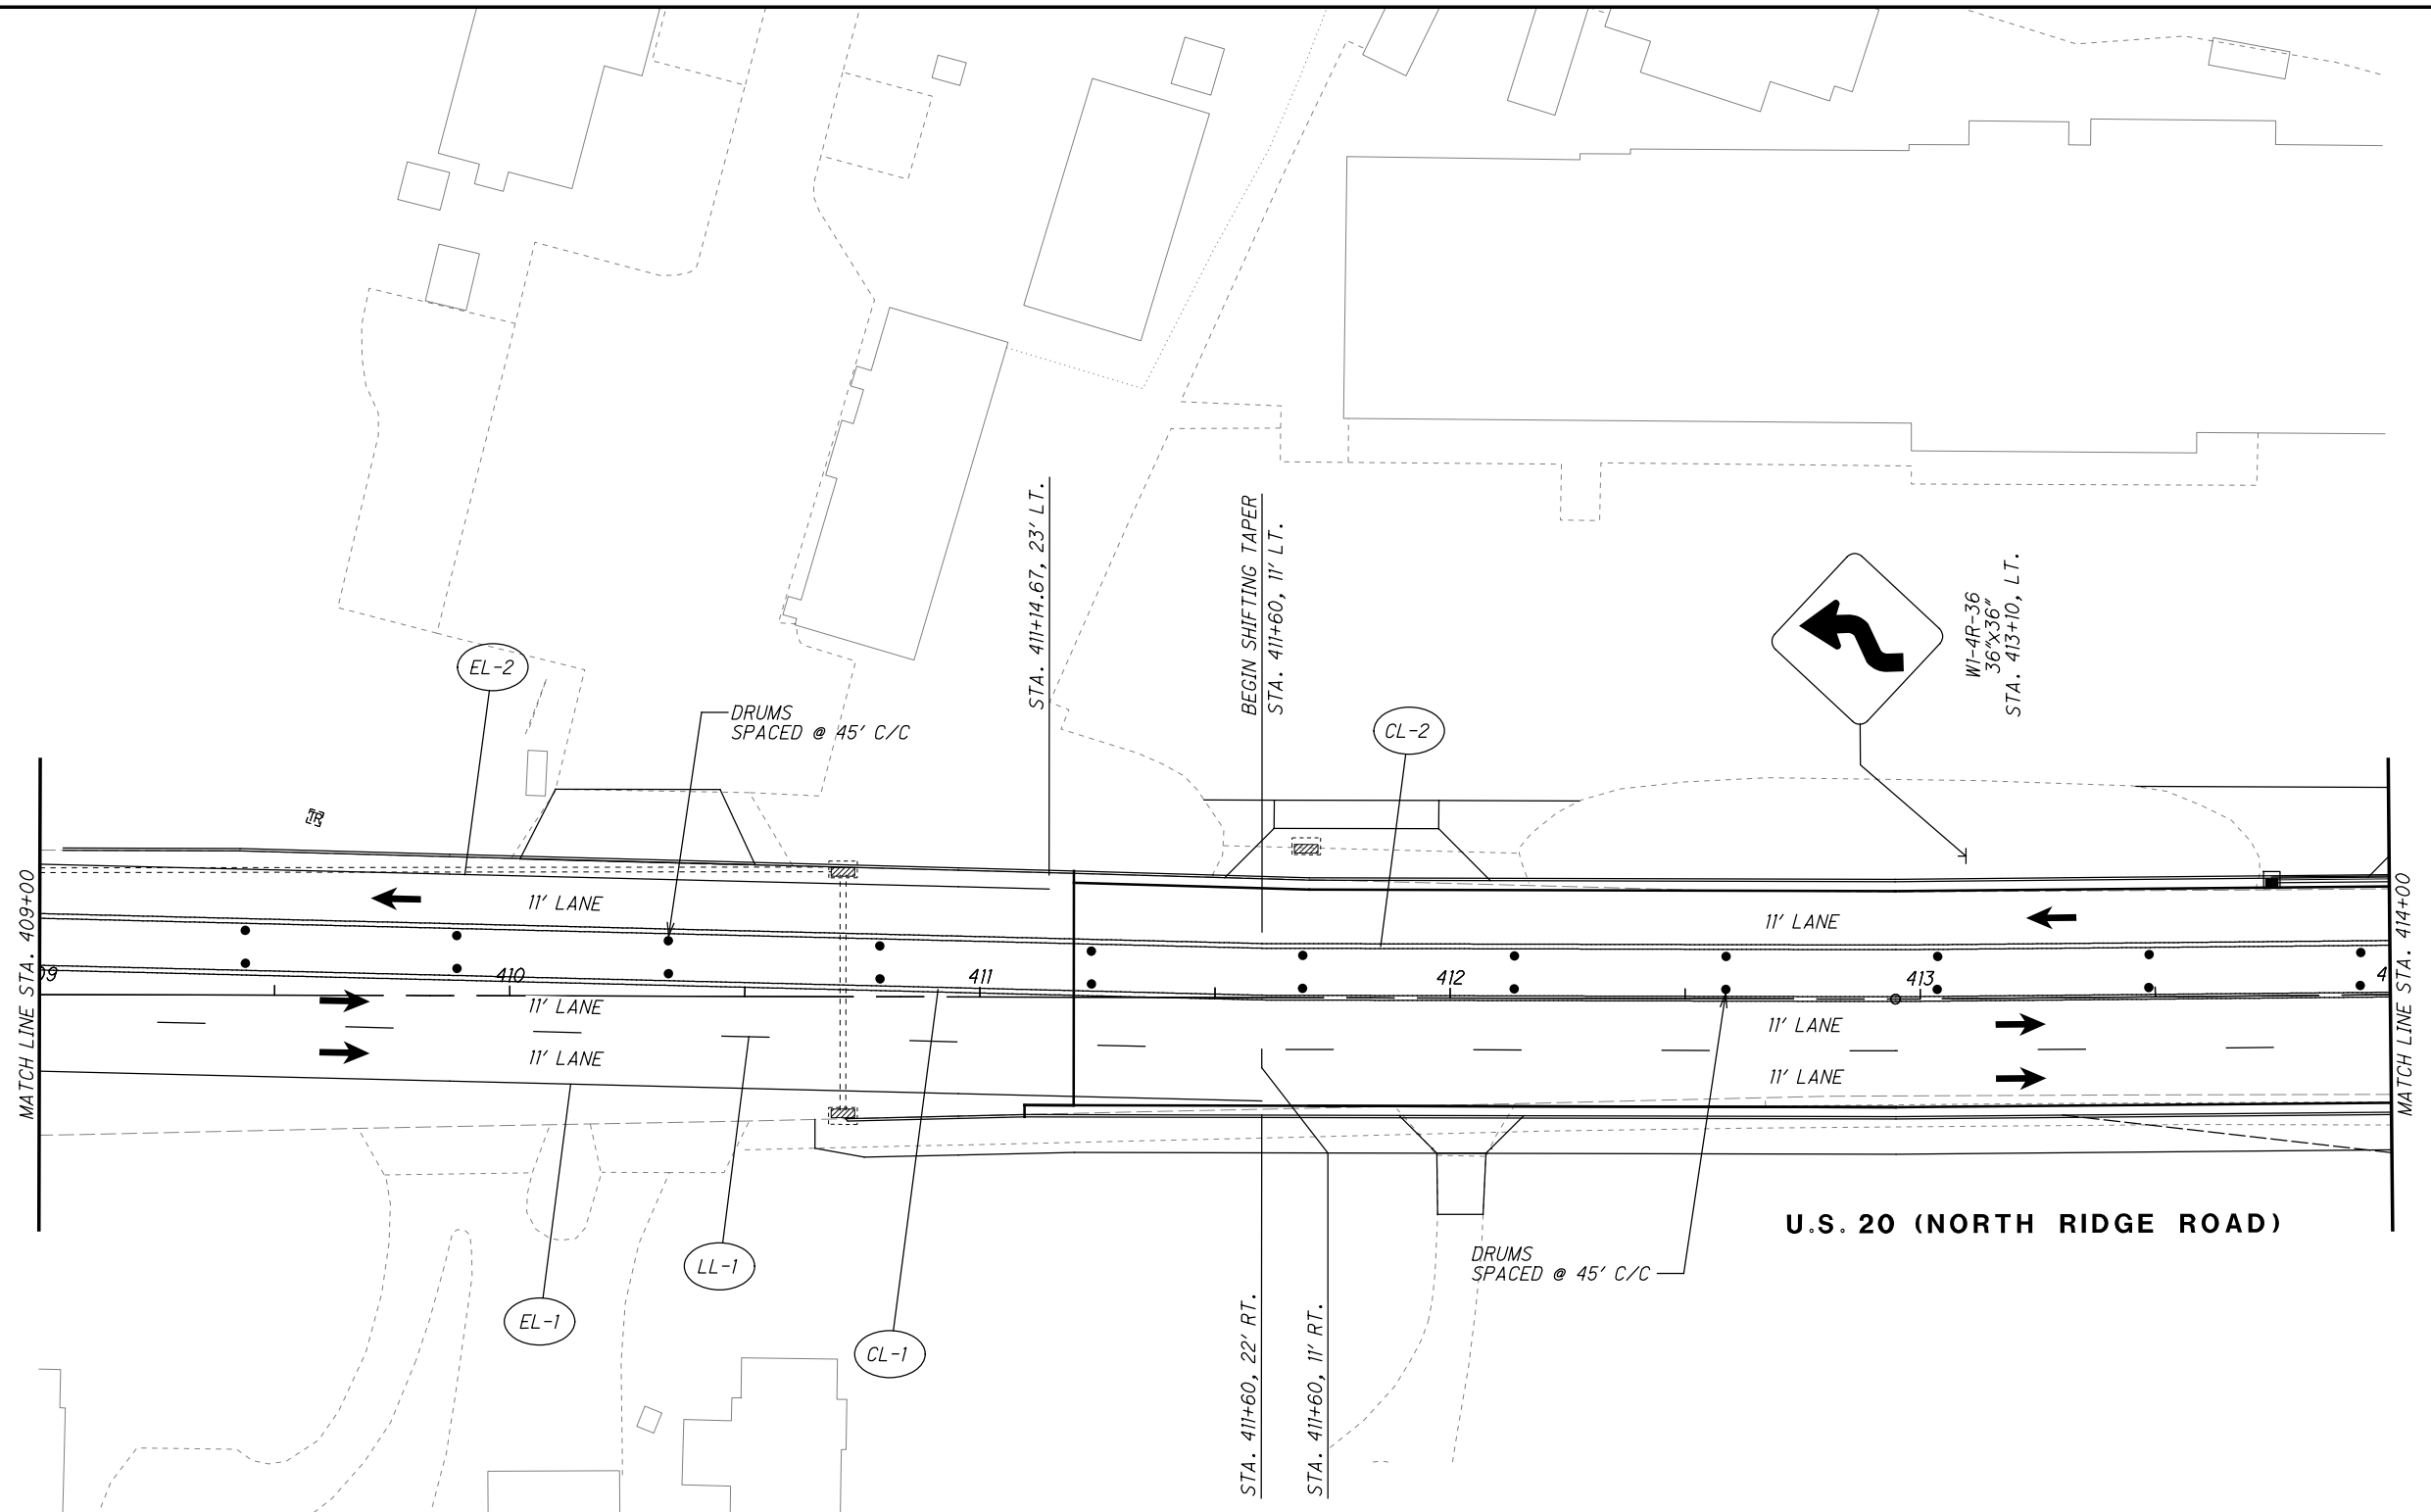 STA. 411+14.67, 23' LT.
BEGIN SHIFTING TAPER
STA. 411+60, 11' LT.
W1-4R-36
36"X36"
STA. 413+10, LT.
EL-2
DRUMS
SPACED @ 45' C/C
CL-2
TR
MATCH LINE STA. 409+00
MATCH LINE STA. 414+00
11' LANE
11' LANE
09
410
411
412
413
4
11' LANE
11' LANE
11' LANE
11' LANE
U.S. 20 (NORTH RIDGE ROAD)
DRUMS
SPACED @ 45' C/C
LL-1
EL-1
CL-1
STA. 411+60, 22' RT.
STA. 411+60, 11' RT.